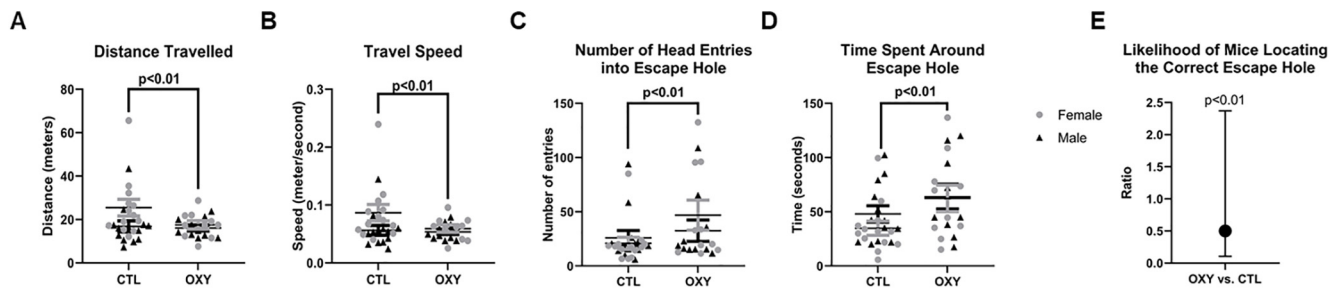 A
Distance Travelled
p<0.01
Distance (meters)
80
60
40
20
0
CTL
OXY
B
Travel Speed
p<0.01
Speed (meter/second)
0.3
0.2
0.1
0.0
CTL
OXY
C
Number of Head Entries
into Escape Hole
p<0.01
Number of entries
150
100
50
0
CTL
OXY
D
Time Spent Around
Escape Hole
p<0.01
Time (seconds)
150
100
50
0
CTL
OXY
Female
Male
E
Likelihood of Mice Locating
the Correct Escape Hole
p<0.01
Ratio
2.5
2.0
1.5
1.0
0.5
0.0
OXY vs. CTL